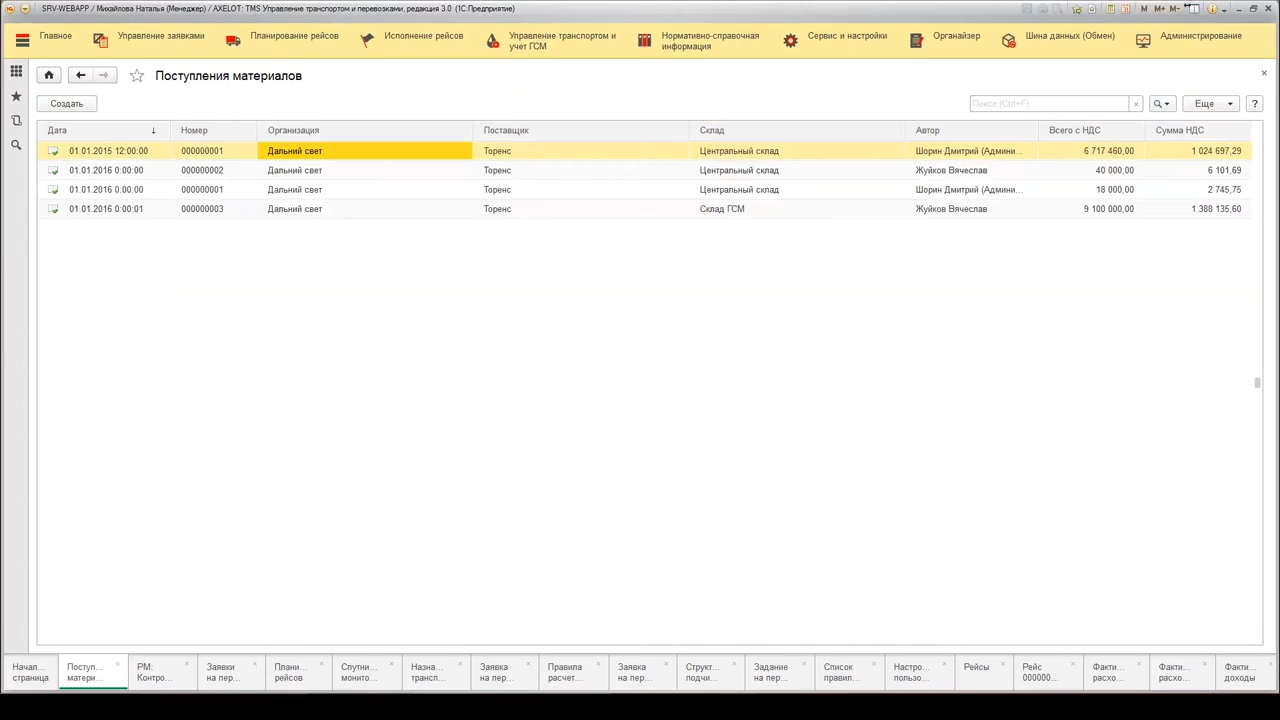 SRV-WEBAPP / Михайлова Наталья (Менеджер) / AXELOT: TMS Управление транспортом и перевозками, редакция 3.0 (1С:Предприятие)
M M+ M-
Главное
Управление заявками
Планирование рейсов
Исполнение рейсов
Управление транспортом и
учет ГСМ
Нормативно-справочная
информация
Сервис и настройки
Органайзер
Шина данных (Обмен)
Администрирование
Поступления материалов
Создать
Поиск (Ctrl+F)
Еще
?
Дата ↓ Номер Организация Поставщик Склад Автор Всего с НДС Сумма НДС
01.01.2015 12:00:00 000000001 Дальний свет Торенс Центральный склад Шорин Дмитрий (Админи... 6 717 460,00 1 024 697,29
01.01.2016 0:00:00 000000002 Дальний свет Торенс Центральный склад Жуйков Вячеслав 40 000,00 6 101,69
01.01.2016 0:00:00 000000001 Дальний свет Торенс Центральный склад Шорин Дмитрий (Админи... 18 000,00 2 745,75
01.01.2016 0:00:01 000000003 Дальний свет Торенс Склад ГСМ Жуйков Вячеслав 9 100 000,00 1 388 135,60
Начал...
страница
Поступ...
матери...
РМ:
Контро...
Заявки
на пер...
Плани...
рейсов
Спутни...
монито...
Назна...
трансп...
Заявка
на пер...
Правила
расчет...
Заявка
на пер...
Структ...
подчи...
Задание
на пер...
Список
правил...
Настро...
пользо...
Рейсы
Рейс
000000...
Факти...
расхо...
Факти...
расхо...
Факти...
доходы